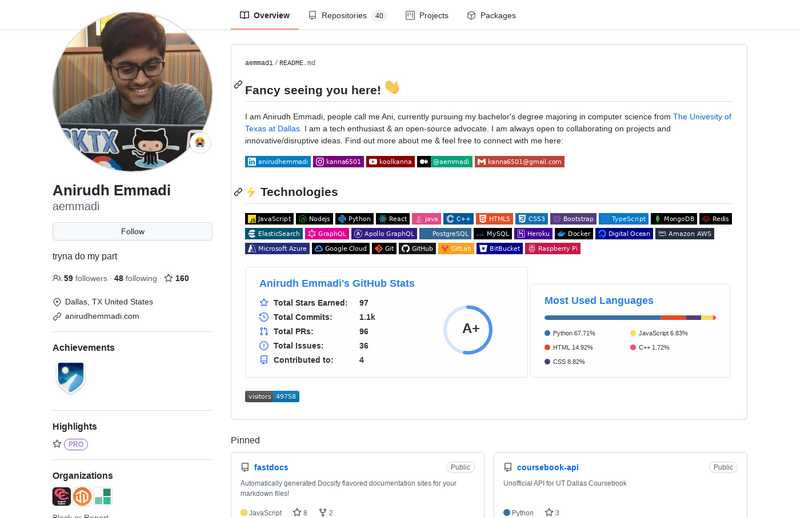 Overview
Repositories 40
Projects
Packages
Anirudh Emmadi
aemmadi
Follow
tryna do my part
59 followers · 48 following · 160
Dallas, TX United States
anirudhemmadi.com
Achievements
Highlights
PRO
Organizations
Block or Report
aemmadi / README.md
Fancy seeing you here! 👋
I am Anirudh Emmadi, people call me Ani, currently pursuing my bachelor's degree majoring in computer science from The Univesity of
Texas at Dallas. I am a tech enthusiast & an open-source advocate. I am always open to collaborating on projects and
innovative/disruptive ideas. Find out more about me & feel free to connect with me here:
anirudhemmadi kanna6501 koolkanna @aemmadi kanna6501@gmail.com
⚡ Technologies
JavaScript Nodejs Python React java C++ HTML5 CSS3 Bootstrap TypeScript MongoDB Redis
ElasticSearch GraphQL Apollo GraphQL PostgreSQL MySQL Heroku Docker Digital Ocean Amazon AWS
Microsoft Azure Google Cloud Git GitHub GitLab BitBucket Raspberry Pi
Anirudh Emmadi's GitHub Stats
Total Stars Earned: 97
Total Commits: 1.1k
Total PRs: 96
Total Issues: 36
Contributed to: 4
A+
Most Used Languages
Python 67.71% JavaScript 6.83%
HTML 14.92% C++ 1.72%
CSS 8.82%
visitors 49758
Pinned
fastdocs Public
Automatically generated Docsify flavored documentation sites for your
markdown files!
JavaScript 8 2
coursebook-api Public
Unofficial API for UT Dallas Coursebook
Python 3